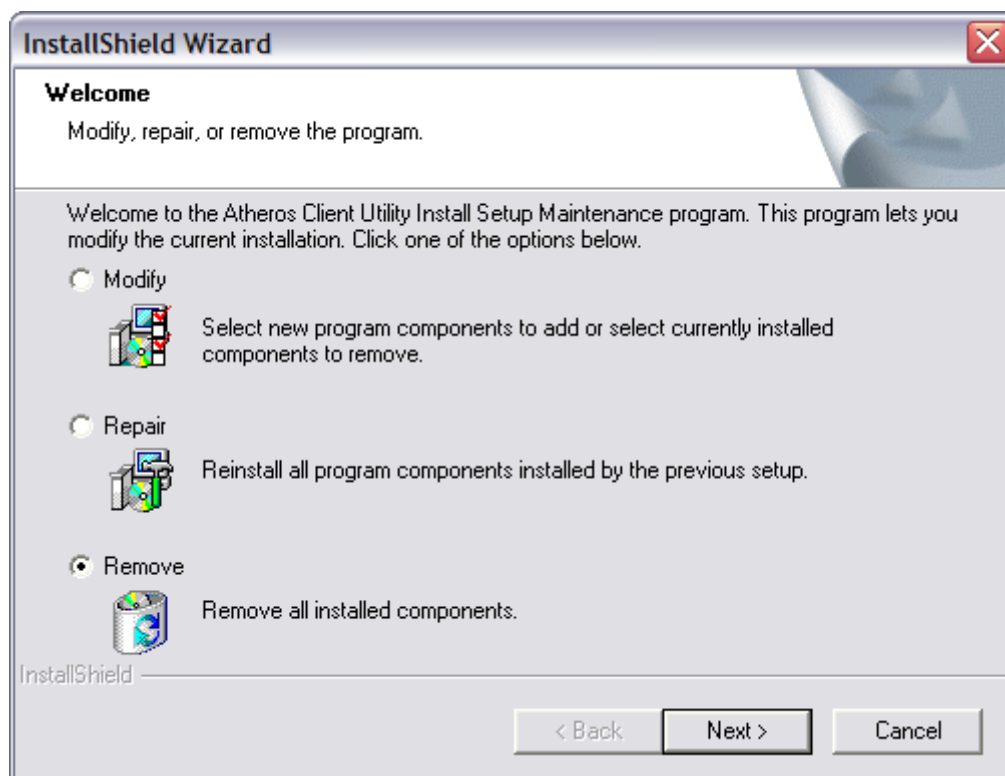 InstallShield Wizard
Welcome
Modify, repair, or remove the program.
Welcome to the Atheros Client Utility Install Setup Maintenance program. This program lets you
modify the current installation. Click one of the options below.
Modify
Select new program components to add or select currently installed
components to remove.
Repair
Reinstall all program components installed by the previous setup.
Remove
Remove all installed components.
InstallShield
< Back
Next >
Cancel